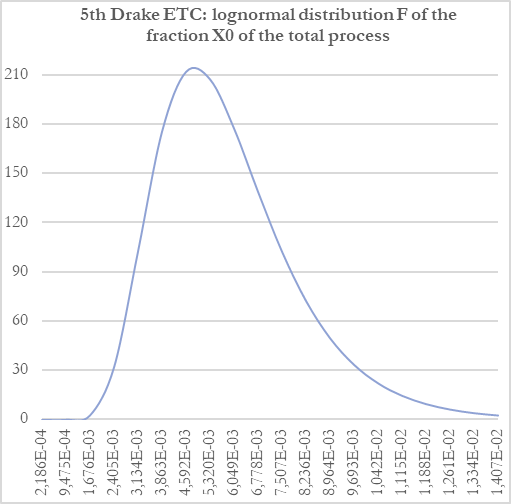 5th Drake ETC: lognormal distribution F of the
fraction X0 of the total process
210
180
150
120
90
60
30
0
2,186E-04
9,475E-04
1,676E-03
2,405E-03
3,134E-03
3,863E-03
4,592E-03
5,320E-03
6,049E-03
6,778E-03
7,507E-03
8,236E-03
8,964E-03
9,693E-03
1,042E-02
1,115E-02
1,188E-02
1,261E-02
1,334E-02
1,407E-02